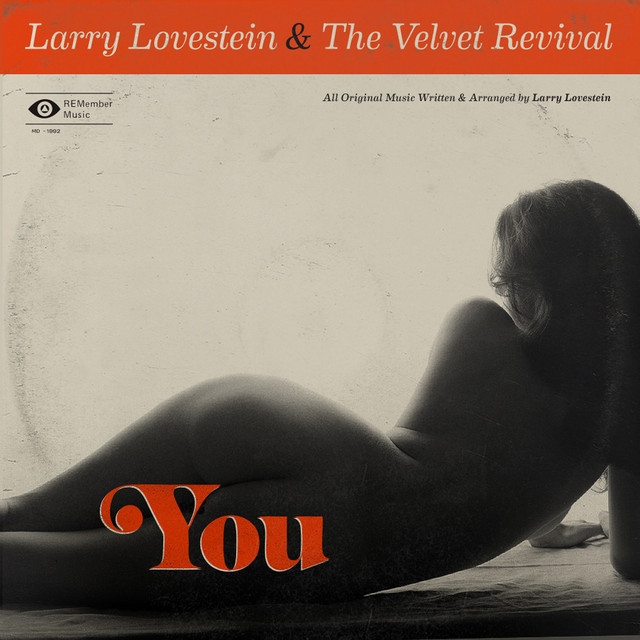 Larry Lovestein & The Velvet Revival
All Original Music Written & Arranged by Larry Lovestein
REMember
Music
MD - 1992
You